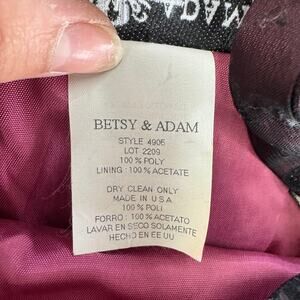 BETSY & ADAM
STYLE 4905
LOT 2209
100% POLY
LINING : 100% ACETATE
DRY CLEAN ONLY
MADE IN U.S.A
100% POLI
FORRO : 100% ACETATO
LAVAR EN SECO SOLAMENTE
HECHO EN EE UU